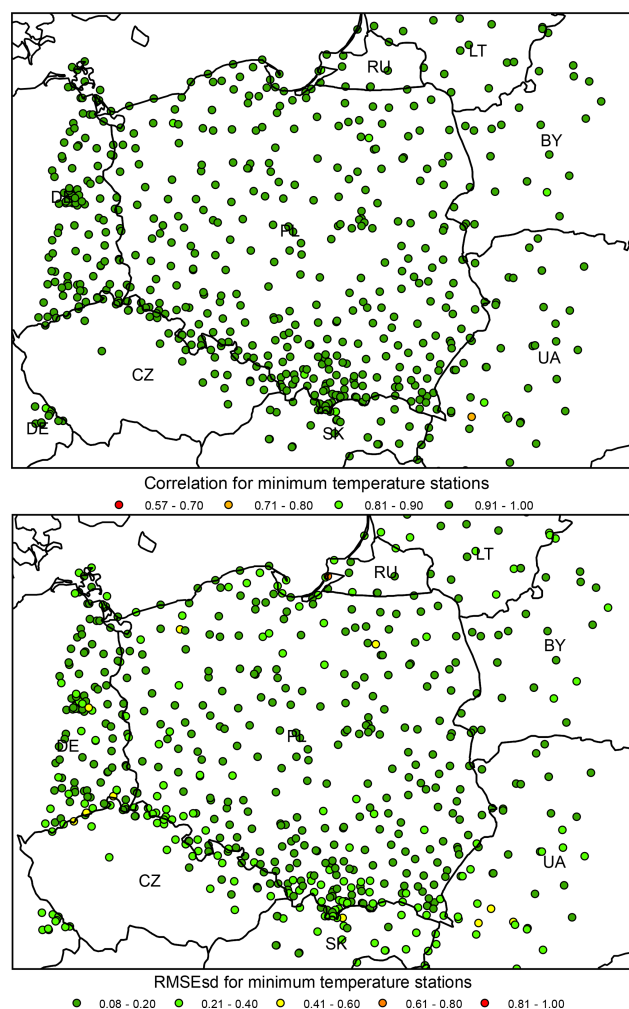 RU
LT
BY
DE
PL
UA
CZ
DE
SK
Correlation for minimum temperature stations
0.57 - 0.70 0.71 - 0.80 0.81 - 0.90 0.91 - 1.00
LT
RU
BY
PL
DE
UA
CZ
SK
RMSEsd for minimum temperature stations
0.08 - 0.20 0.21 - 0.40 0.41 - 0.60 0.61 - 0.80 0.81 - 1.00